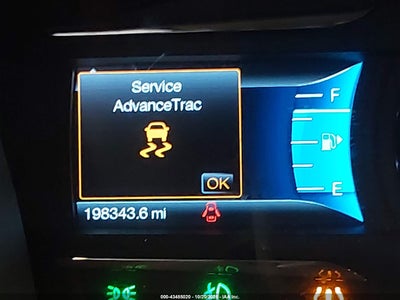 Service
AdvanceTrac
OK
F
E
198343.6 mi